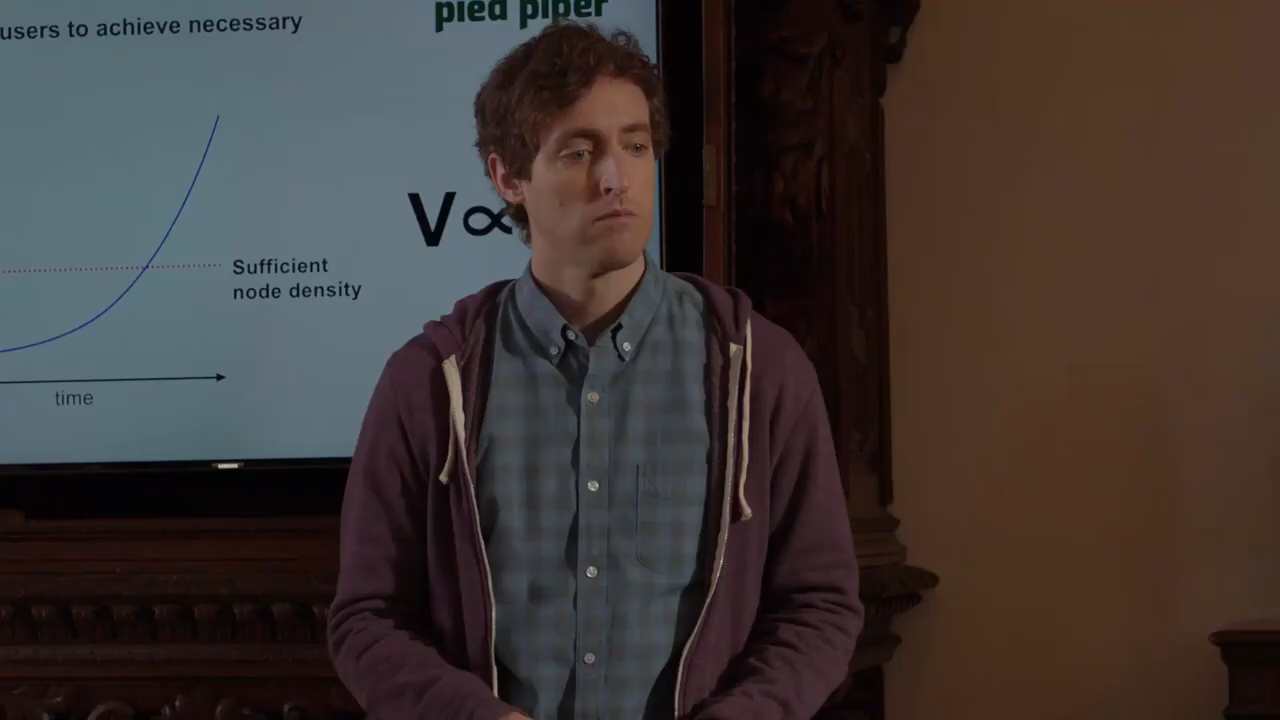 users to achieve necessary
pied piper
V∝
Sufficient
node density
time